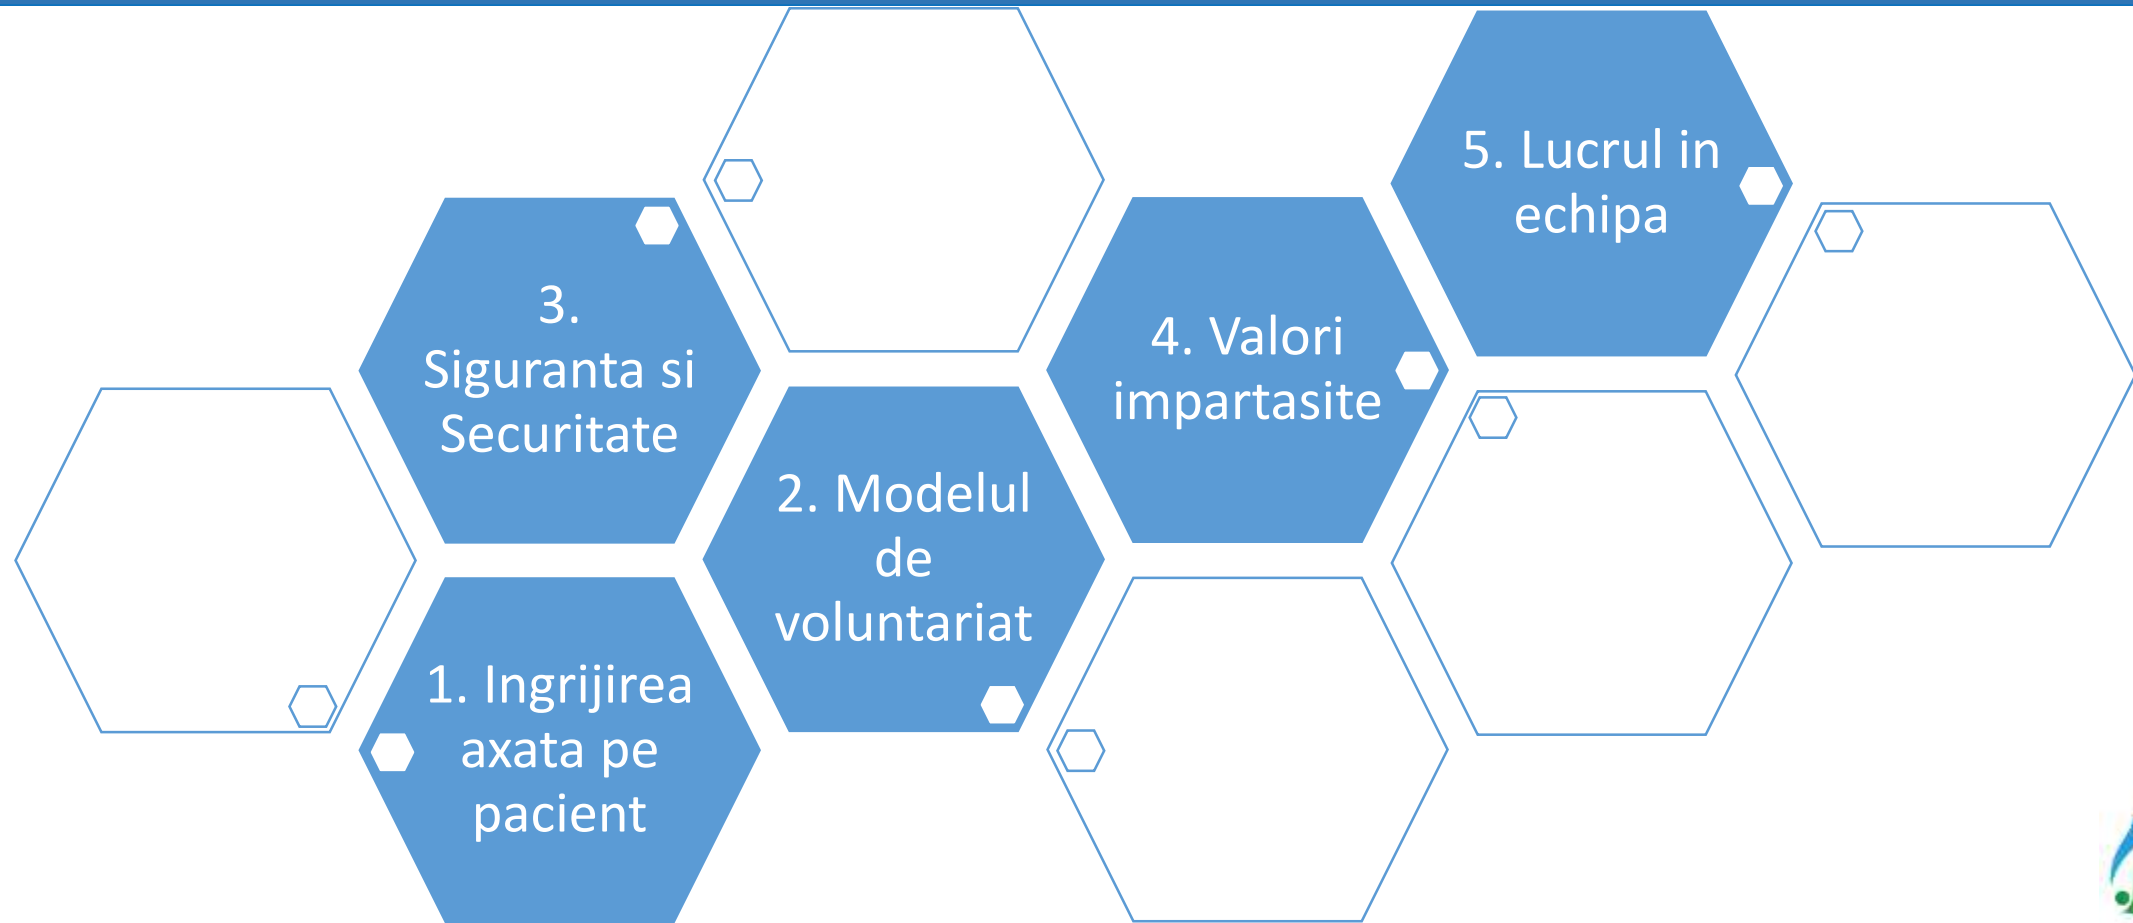 1. Ingrijirea
axata pe
pacient
2. Modelul
de
voluntariat
3.
Siguranta si
Securitate
4. Valori
impartasite
5. Lucrul in
echipa